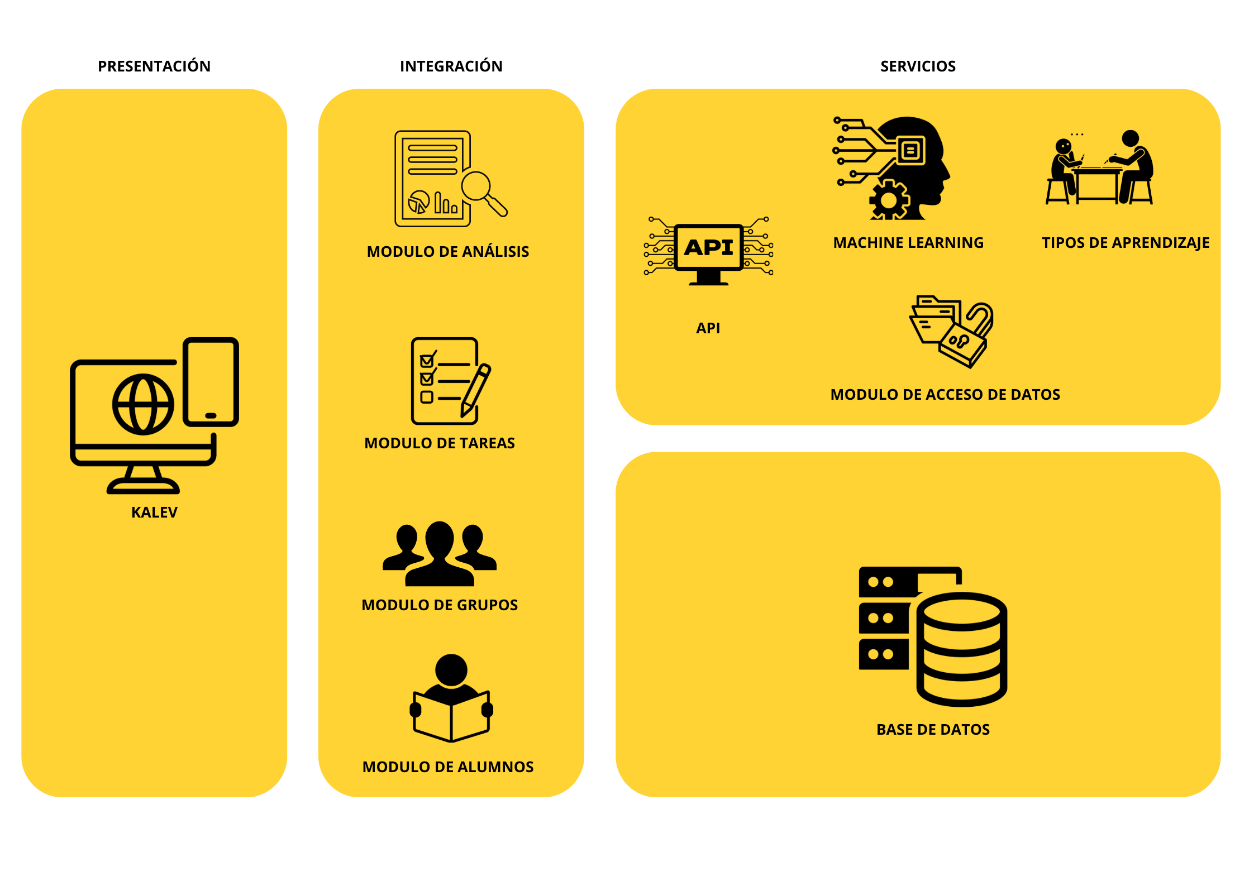 PRESENTACIÓN
INTEGRACIÓN
SERVICIOS
KALEV
MODULO DE ANÁLISIS
MODULO DE TAREAS
MODULO DE GRUPOS
MODULO DE ALUMNOS
API
API
MACHINE LEARNING
TIPOS DE APRENDIZAJE
MODULO DE ACCESO DE DATOS
BASE DE DATOS